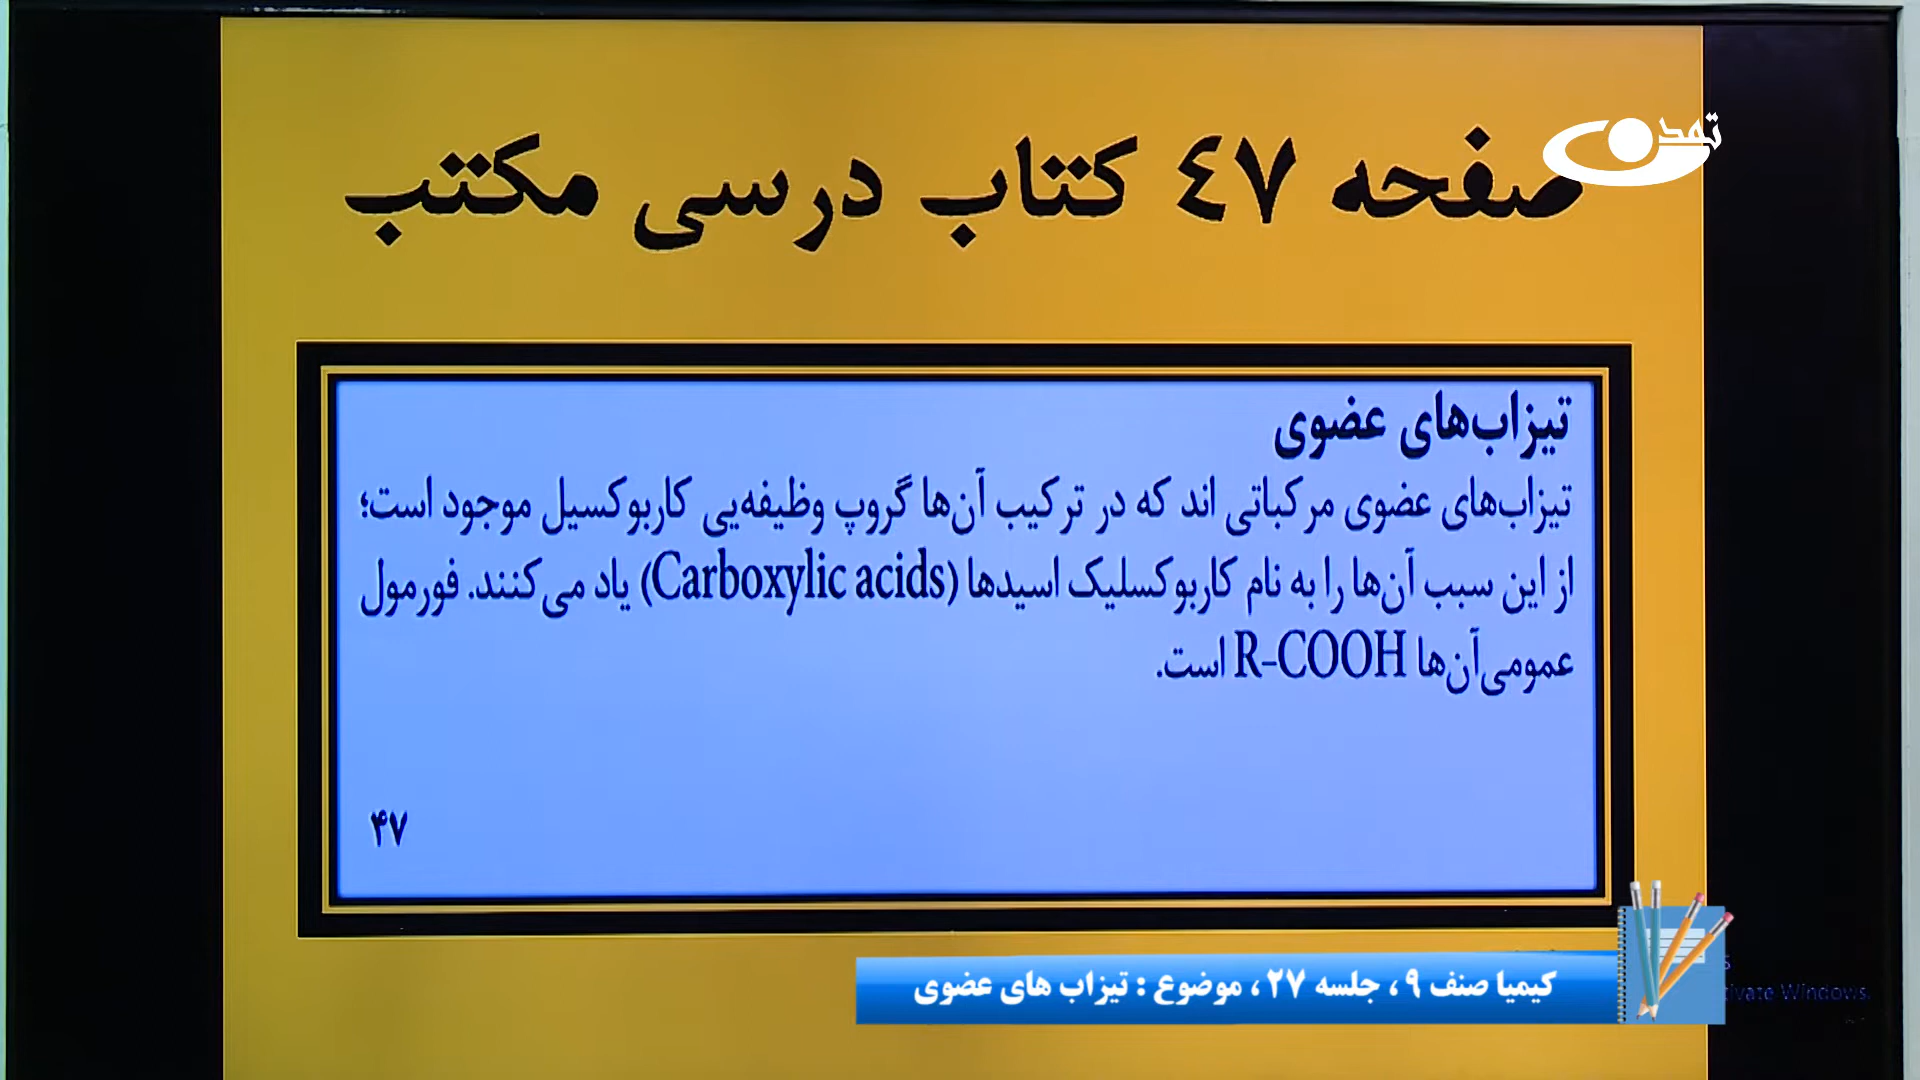 تمدن
صفحه ٤٧ کتاب درسی مکتب
تیزاب‌های عضوی
تیزاب‌های عضوی مرکباتی اند که در ترکیب آن‌ها گروپ وظیفه‌یی کاربوکسیل موجود است؛
از این سبب آن‌ها را به نام کاربوکسلیک اسیدها (Carboxylic acids) یاد می‌کنند. فورمول
عمومی‌آن‌ها R-COOH است.
۴۷
کیمیا صنف ۹ ، جلسه ۲۷ ، موضوع : تیزاب های عضوی
Windows.